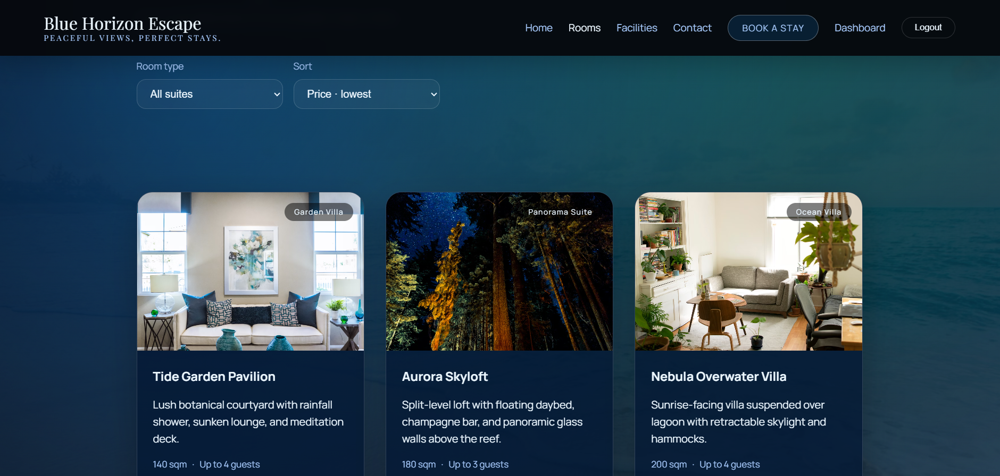 Blue Horizon Escape
PEACEFUL VIEWS, PERFECT STAYS.
Home
Rooms
Facilities
Contact
BOOK A STAY
Dashboard
Logout
Room type
Sort
All suites
Price · lowest
Garden Villa
Tide Garden Pavilion
Lush botanical courtyard with rainfall
shower, sunken lounge, and meditation
deck.
140 sqm · Up to 4 guests
Panorama Suite
Aurora Skyloft
Split-level loft with floating daybed,
champagne bar, and panoramic glass
walls above the reef.
180 sqm · Up to 3 guests
Ocean Villa
Nebula Overwater Villa
Sunrise-facing villa suspended over
lagoon with retractable skylight and
hammocks.
200 sqm · Up to 4 guests